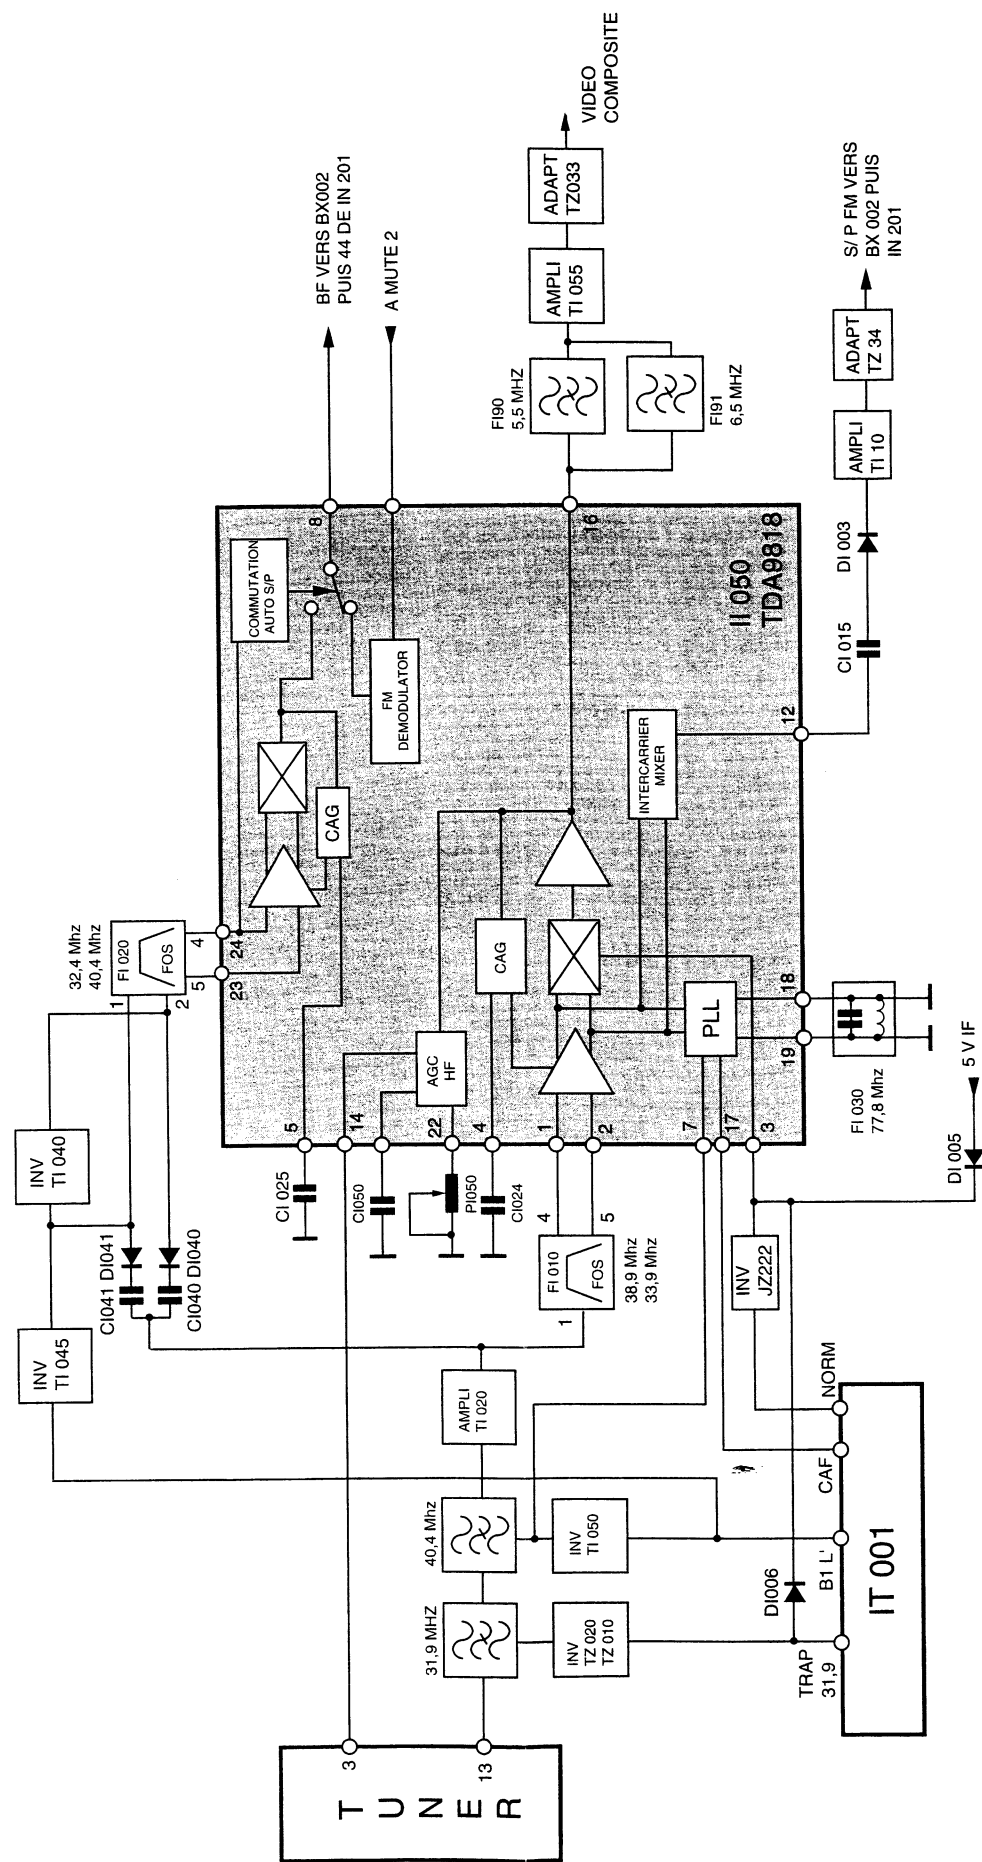 TUNER
3
13
31,9 MHZ
40,4 Mhz
AMPLI
TI 020
INV
TZ 020
TZ 010
INV
TI 050
INV
TI 045
INV
TI 040
CI041 DI041
CI040 DI040
32,4 Mhz
40,4 Mhz
FI 020
FOS
1
2
4
5
24
23
CI 025
5
14
CI050
PI050
22
CI024
4
1
2
FI 010
FOS
1
4
5
38,9 Mhz
33,9 Mhz
7
17
3
INV
JZ222
DI 005
5 V IF
DI006
TRAP
31,9
B1 L'
CAF
NORM
IT 001
COMMUTATION
AUTO S/P
CAG
FM
DEMODULATOR
AGC
HF
CAG
INTERCARRIER
MIXER
PLL
II 050
TDA9818
19
18
FI 030
77,8 Mhz
8
16
12
BF VERS BX002
PUIS 44 DE IN 201
A MUTE 2
FI90
5,5 MHZ
FI91
6,5 MHZ
AMPLI
TI 055
ADAPT
TZ033
VIDEO
COMPOSITE
CI 015
DI 003
AMPLI
TI 10
ADAPT
TZ 34
S/ P FM VERS
BX 002 PUIS
IN 201